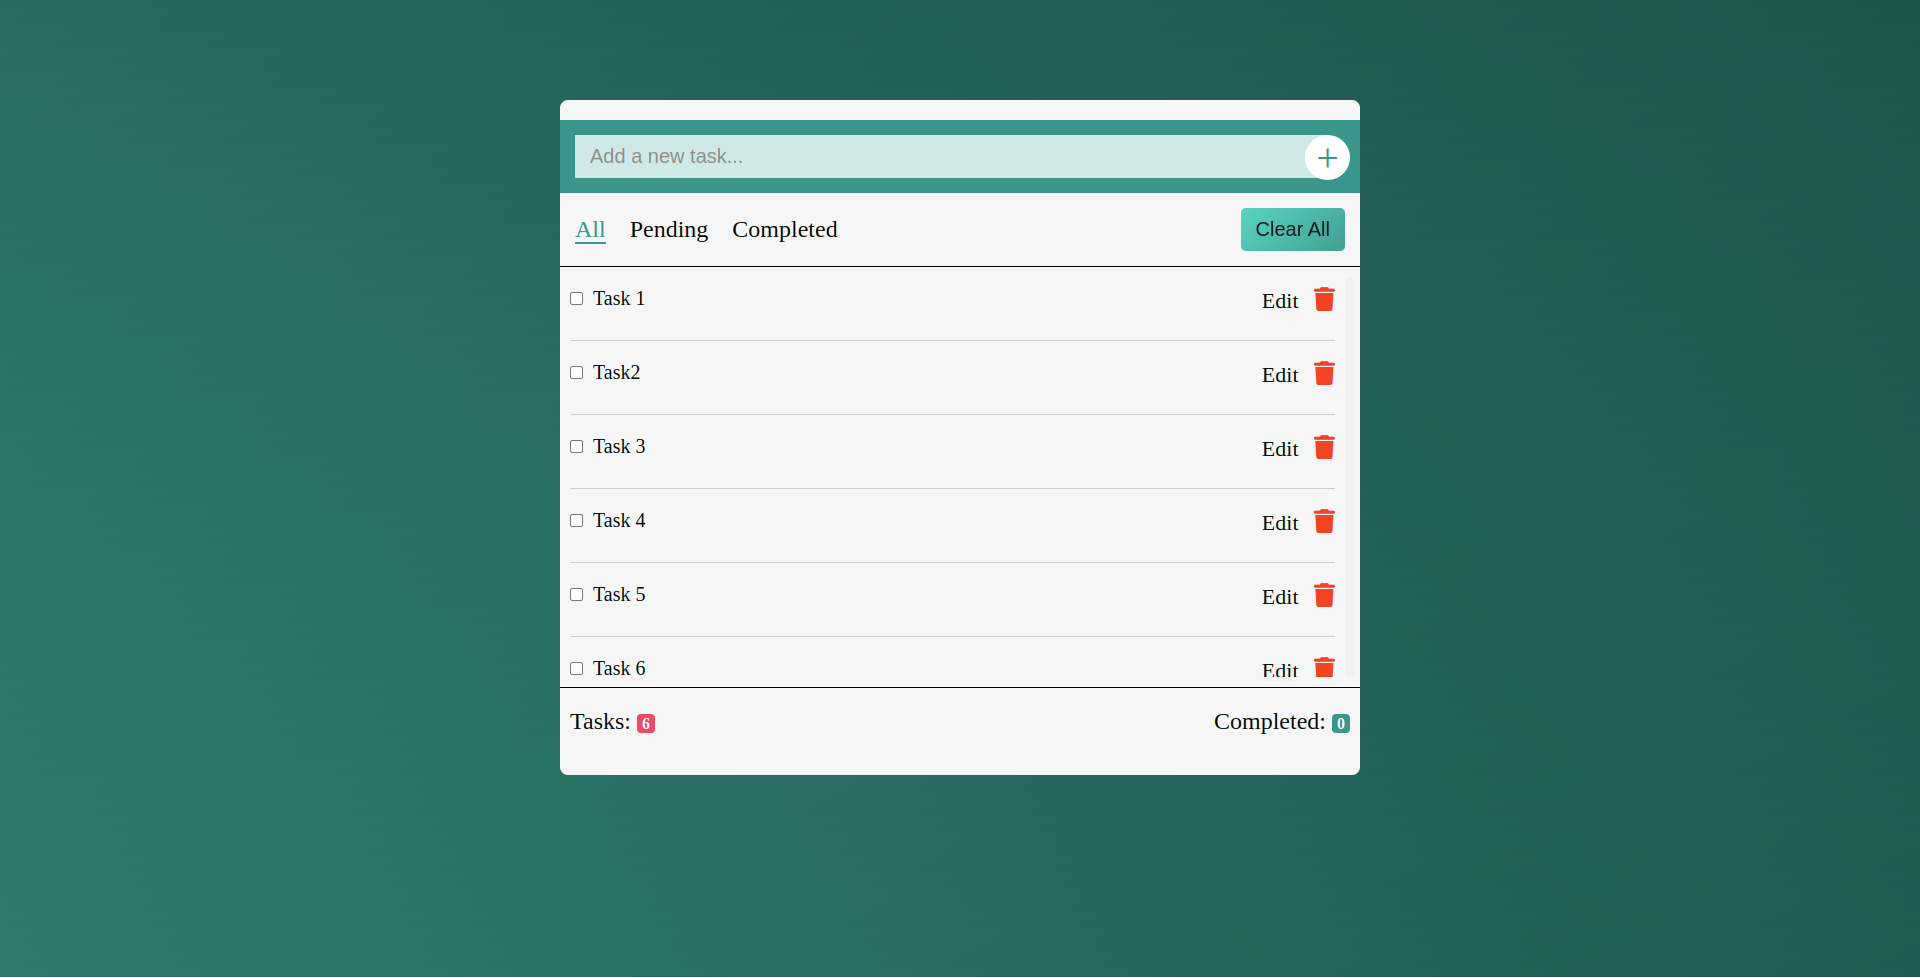 Add a new task...
All Pending Completed Clear All
Task 1 Edit
Task2 Edit
Task 3 Edit
Task 4 Edit
Task 5 Edit
Task 6 Edit
Tasks: 6 Completed: 0